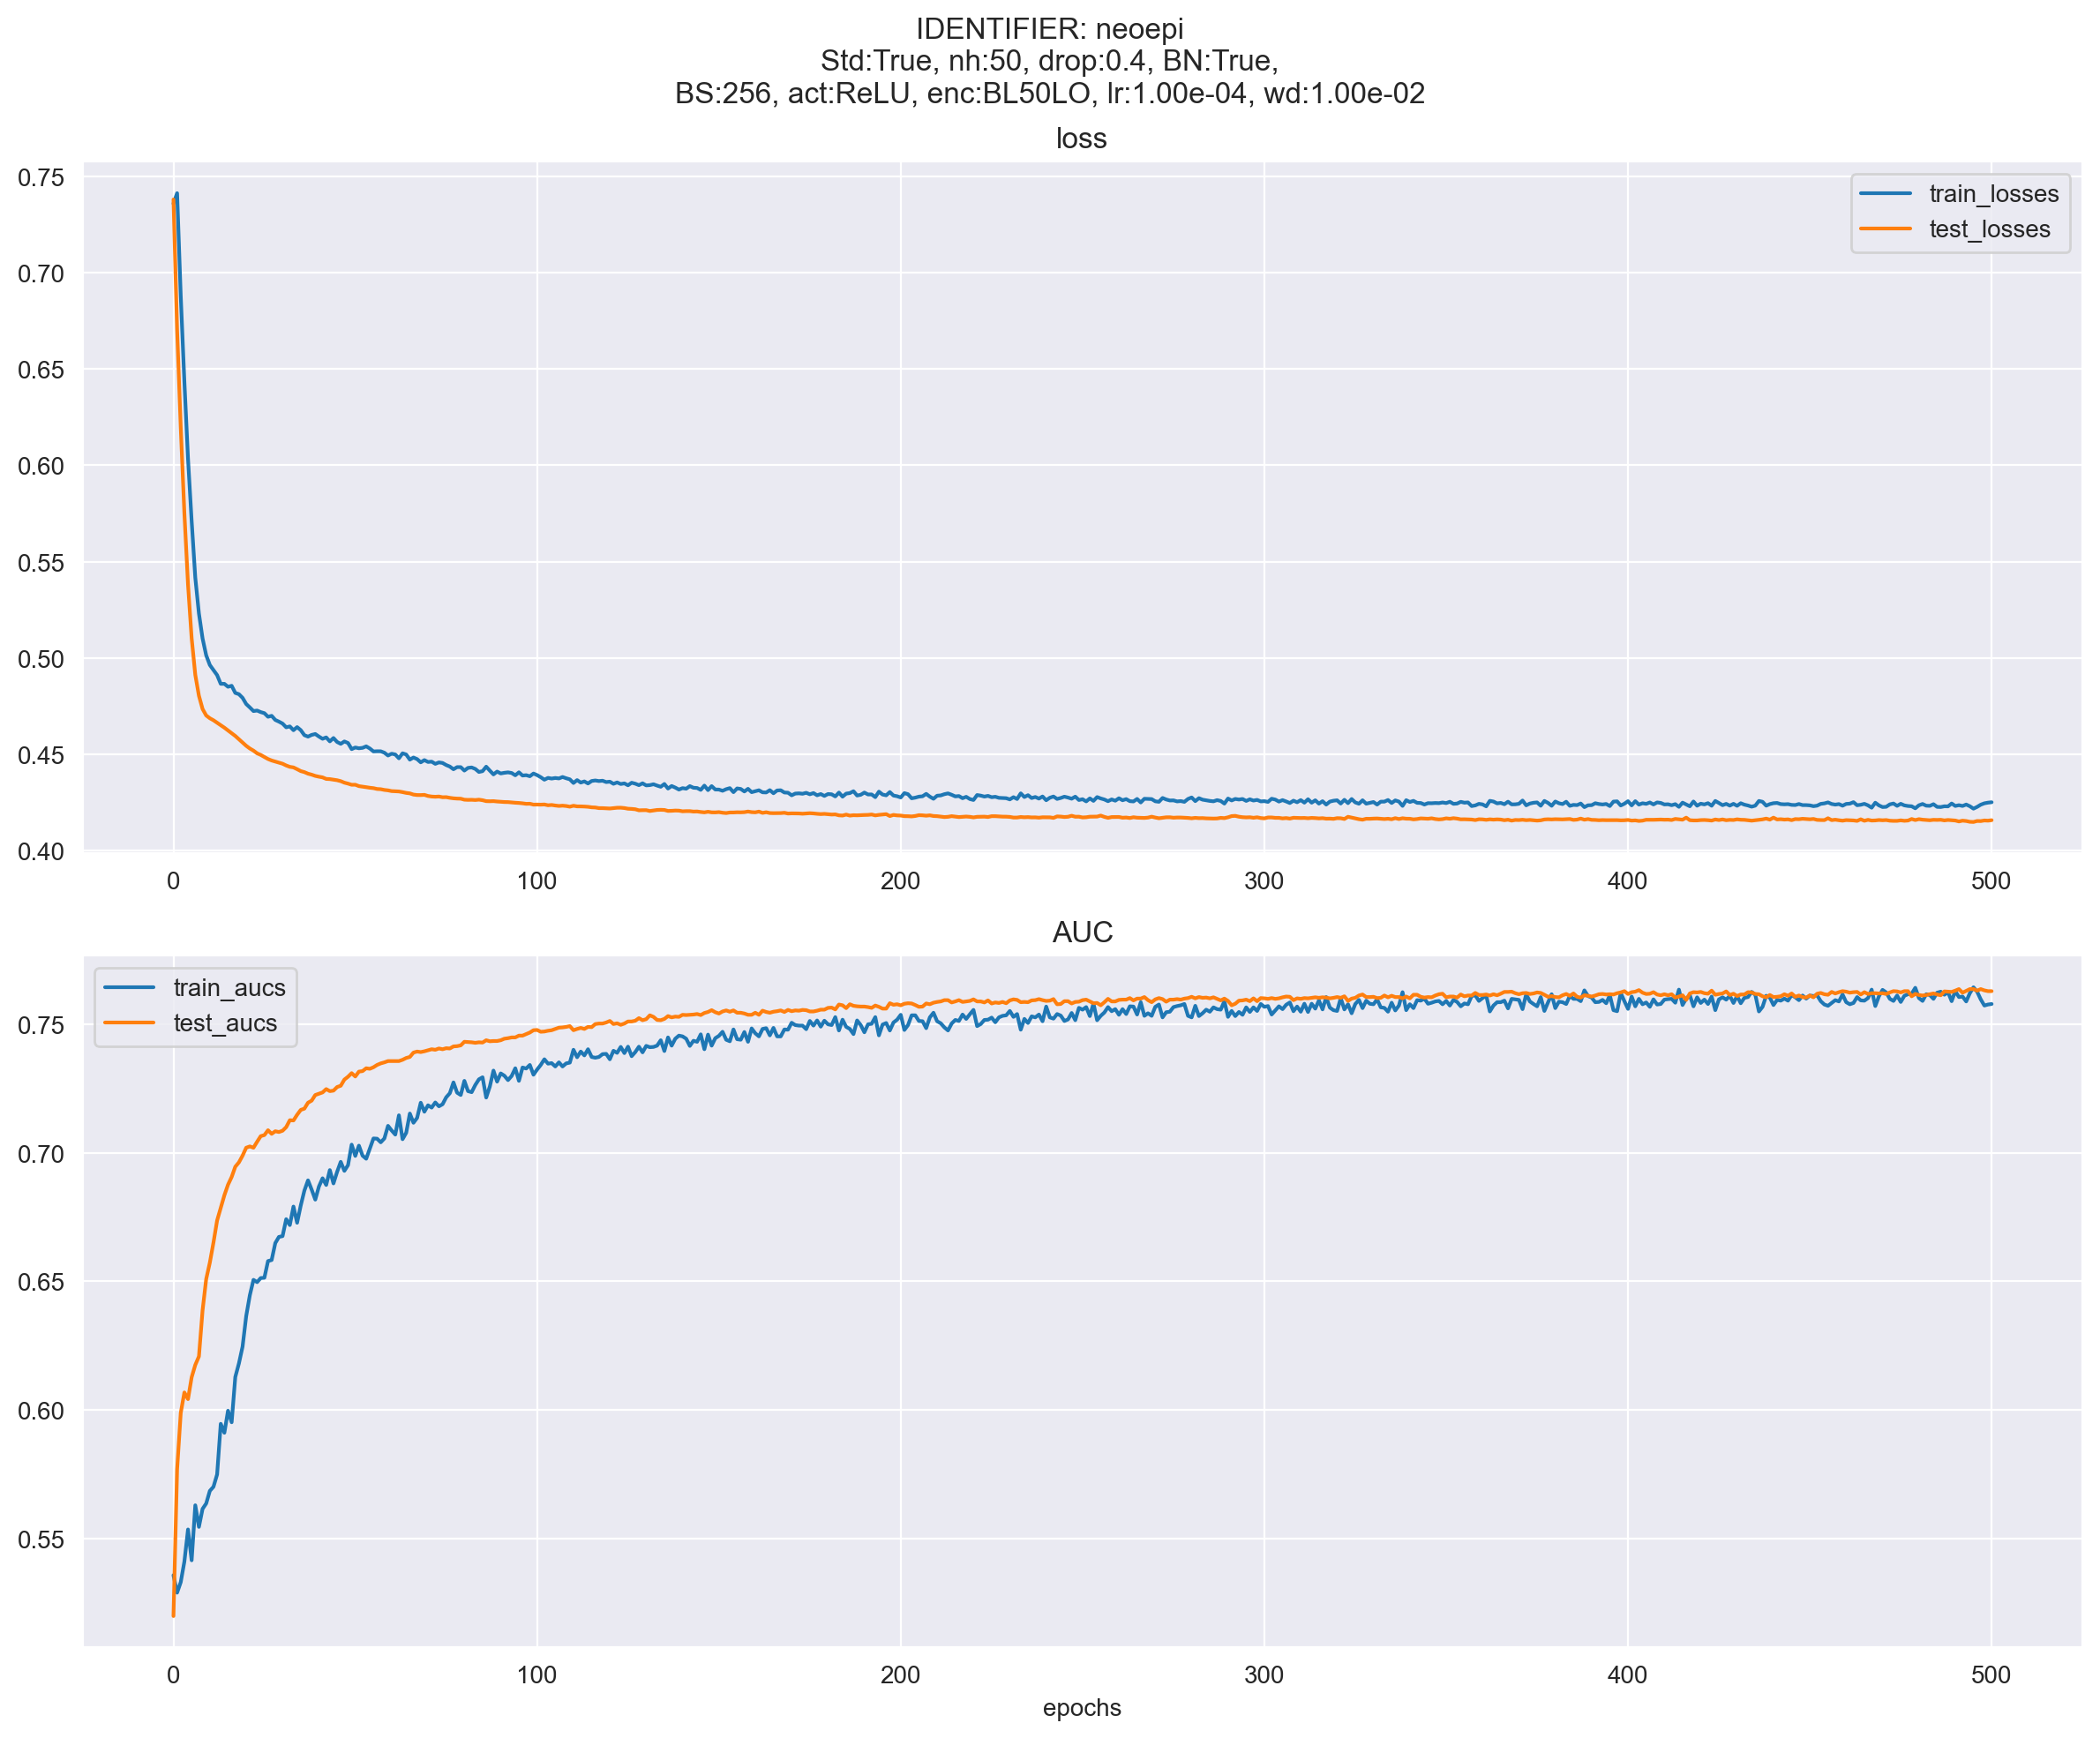 IDENTIFIER: neoepi
Std:True, nh:50, drop:0.4, BN:True,
BS:256, act:ReLU, enc:BL50LO, lr:1.00e-04, wd:1.00e-02
loss
0.75
0.70
0.65
0.60
0.55
0.50
0.45
0.40
train_losses
test_losses
0 100 200 300 400 500
AUC
train_aucs
test_aucs
0.75
0.70
0.65
0.60
0.55
0 100 200 300 400 500
epochs